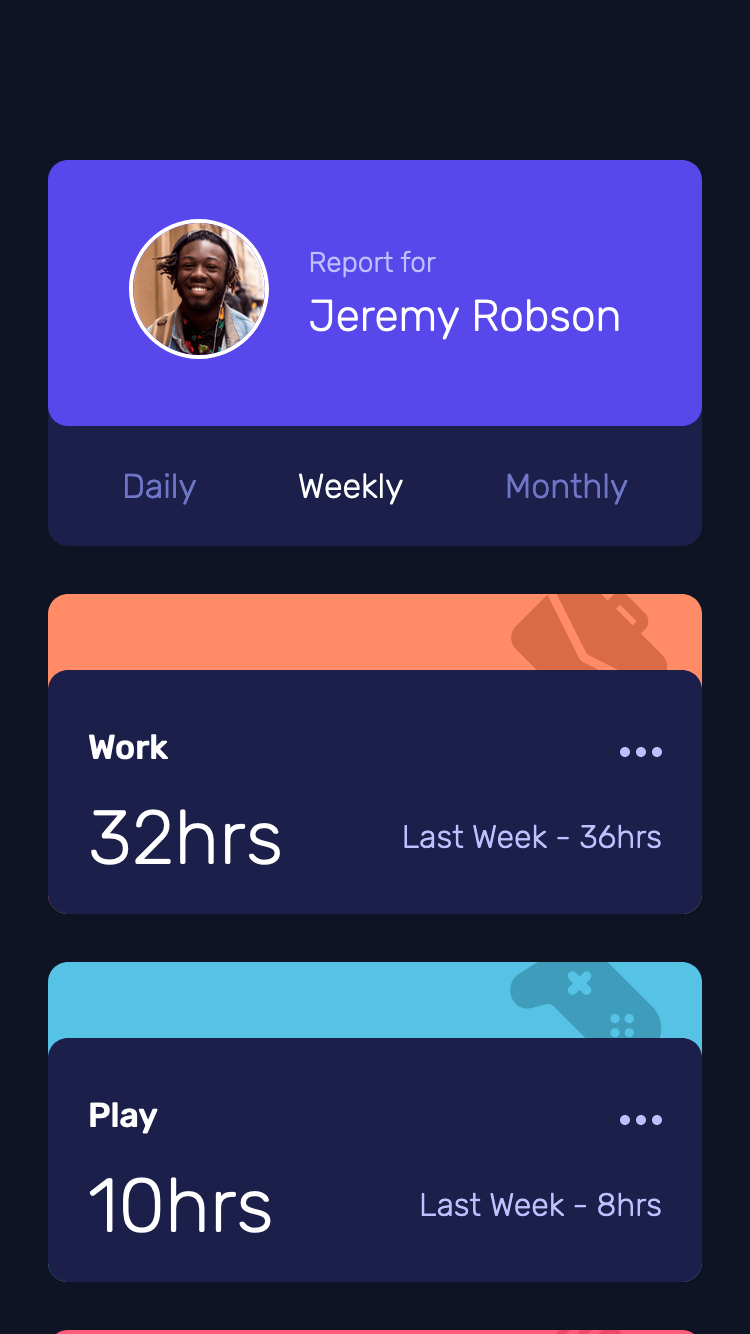 Report for
Jeremy Robson
Daily Weekly Monthly
Work
32hrs Last Week - 36hrs
Play
10hrs Last Week - 8hrs